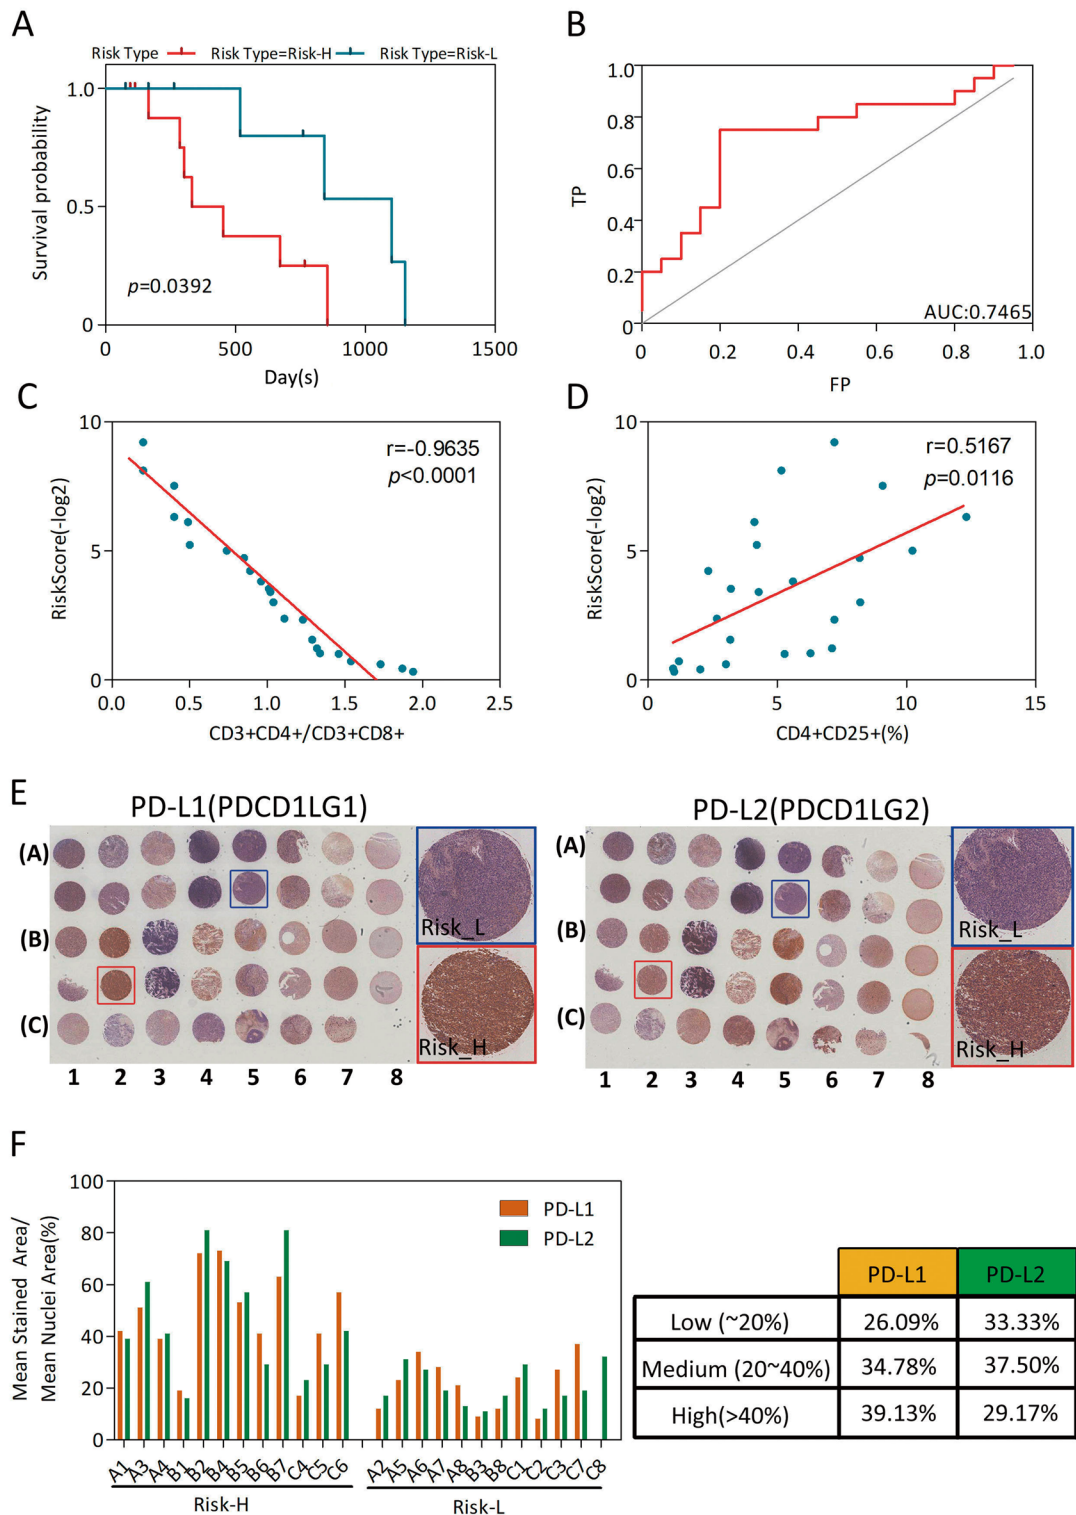 A
Risk Type Risk Type=Risk-H Risk Type=Risk-L
1.0
0.5
0
Survival probability
p=0.0392
0 500 1000 1500
Day(s)
B
1.0
0.8
0.6
0.4
0.2
0
TP
AUC:0.7465
0 0.2 0.4 0.6 0.8 1.0
FP
C
10
5
0
RiskScore(-log2)
r=-0.9635
p<0.0001
0.0 0.5 1.0 1.5 2.0 2.5
CD3+CD4+/CD3+CD8+
D
10
5
0
RiskScore(-log2)
r=0.5167
p=0.0116
0 5 10 15
CD4+CD25+(%)
E
PD-L1(PDCD1LG1)
(A)
(B)
(C)
1 2 3 4 5 6 7 8
Risk_L
Risk_H
PD-L2(PDCD1LG2)
(A)
(B)
(C)
1 2 3 4 5 6 7 8
Risk_L
Risk_H
F
Mean Stained Area/
Mean Nuclei Area(%)
100
80
60
40
20
0
PD-L1
PD-L2
A1 A3 A4 B1 B2 B4 B5 B6 B7 C4 C5 C6 A2 A5 A6 A7 A8 B3 B8 C1 C2 C3 C7 C8
Risk-H Risk-L
PD-L1 PD-L2
Low (~20%) 26.09% 33.33%
Medium (20~40%) 34.78% 37.50%
High(>40%) 39.13% 29.17%